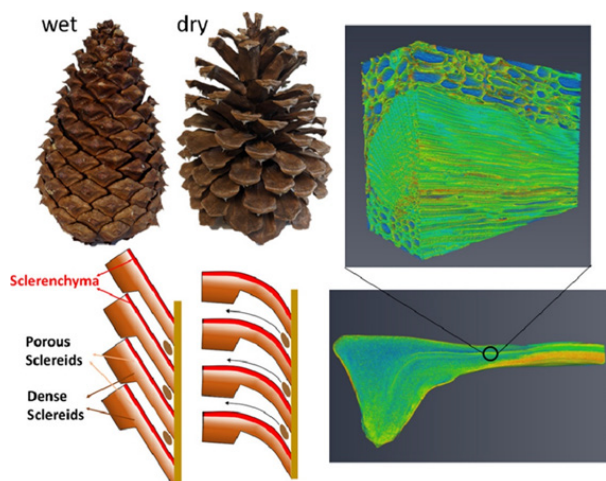 wet
dry
Sclerenchyma
Porous
Sclereids
Dense
Sclereids